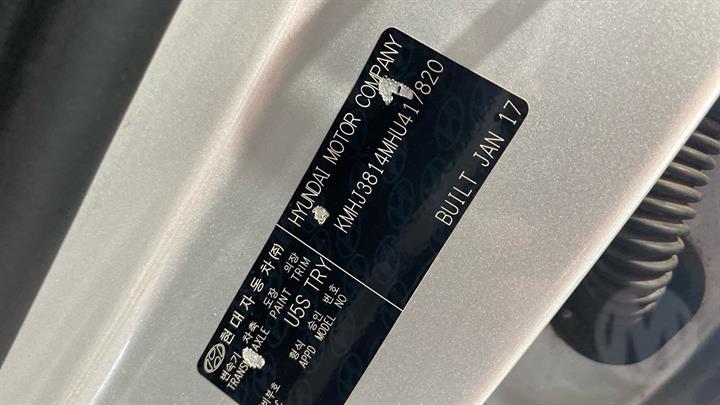 HYUNDAI MOTOR COMPANY
KMHJ3814MHU417820
BUILT JAN 17
현대자동차(주)
변속기 차축 도장 의장
AXLE PAINT TRIM
U5S TRY
형식 승인 번호
APPD MODEL NO